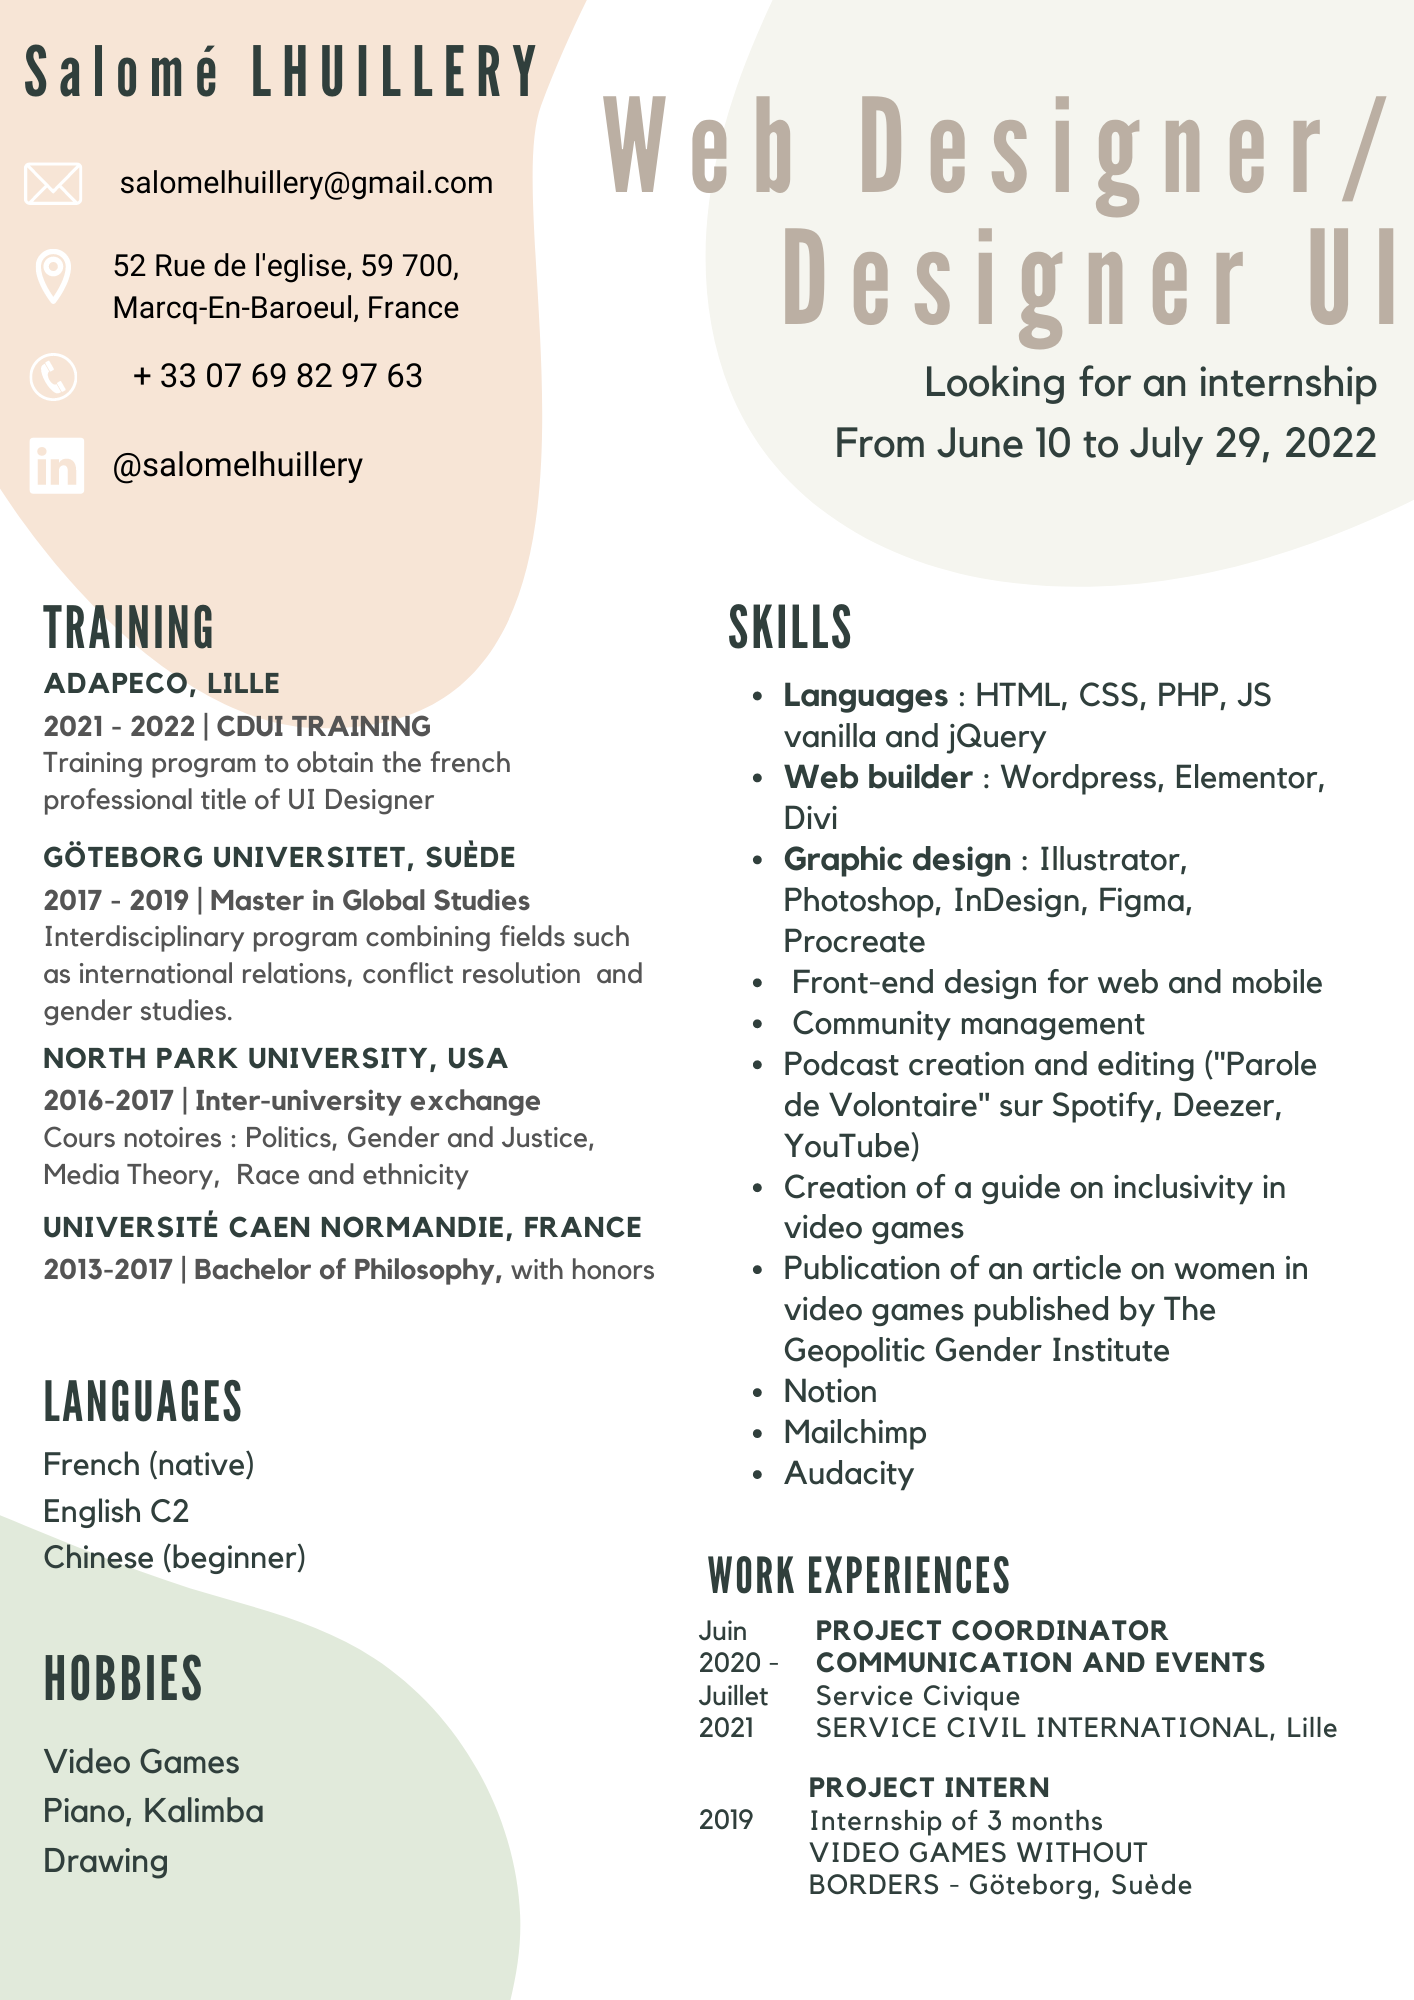 Salomé LHUILLERY
salomelhuillery@gmail.com
52 Rue de l'eglise, 59 700,
Marcq-En-Baroeul, France
+ 33 07 69 82 97 63
in @salomelhuillery
Web Designer/
Designer UI
Looking for an internship
From June 10 to July 29, 2022
TRAINING
ADAPECO, LILLE
2021 - 2022 | CDUI TRAINING
Training program to obtain the french
professional title of UI Designer
GÖTEBORG UNIVERSITET, SUÈDE
2017 - 2019 | Master in Global Studies
Interdisciplinary program combining fields such
as international relations, conflict resolution and
gender studies.
NORTH PARK UNIVERSITY, USA
2016-2017 | Inter-university exchange
Cours notoires : Politics, Gender and Justice,
Media Theory, Race and ethnicity
UNIVERSITÉ CAEN NORMANDIE, FRANCE
2013-2017 | Bachelor of Philosophy, with honors
LANGUAGES
French (native)
English C2
Chinese (beginner)
HOBBIES
Video Games
Piano, Kalimba
Drawing
SKILLS
• Languages : HTML, CSS, PHP, JS
vanilla and jQuery
• Web builder : Wordpress, Elementor,
Divi
• Graphic design : Illustrator,
Photoshop, InDesign, Figma,
Procreate
• Front-end design for web and mobile
• Community management
• Podcast creation and editing ("Parole
de Volontaire" sur Spotify, Deezer,
YouTube)
• Creation of a guide on inclusivity in
video games
• Publication of an article on women in
video games published by The
Geopolitic Gender Institute
• Notion
• Mailchimp
• Audacity
WORK EXPERIENCES
Juin PROJECT COORDINATOR
2020 - COMMUNICATION AND EVENTS
Juillet Service Civique
2021 SERVICE CIVIL INTERNATIONAL, Lille
PROJECT INTERN
2019 Internship of 3 months
VIDEO GAMES WITHOUT
BORDERS - Göteborg, Suède